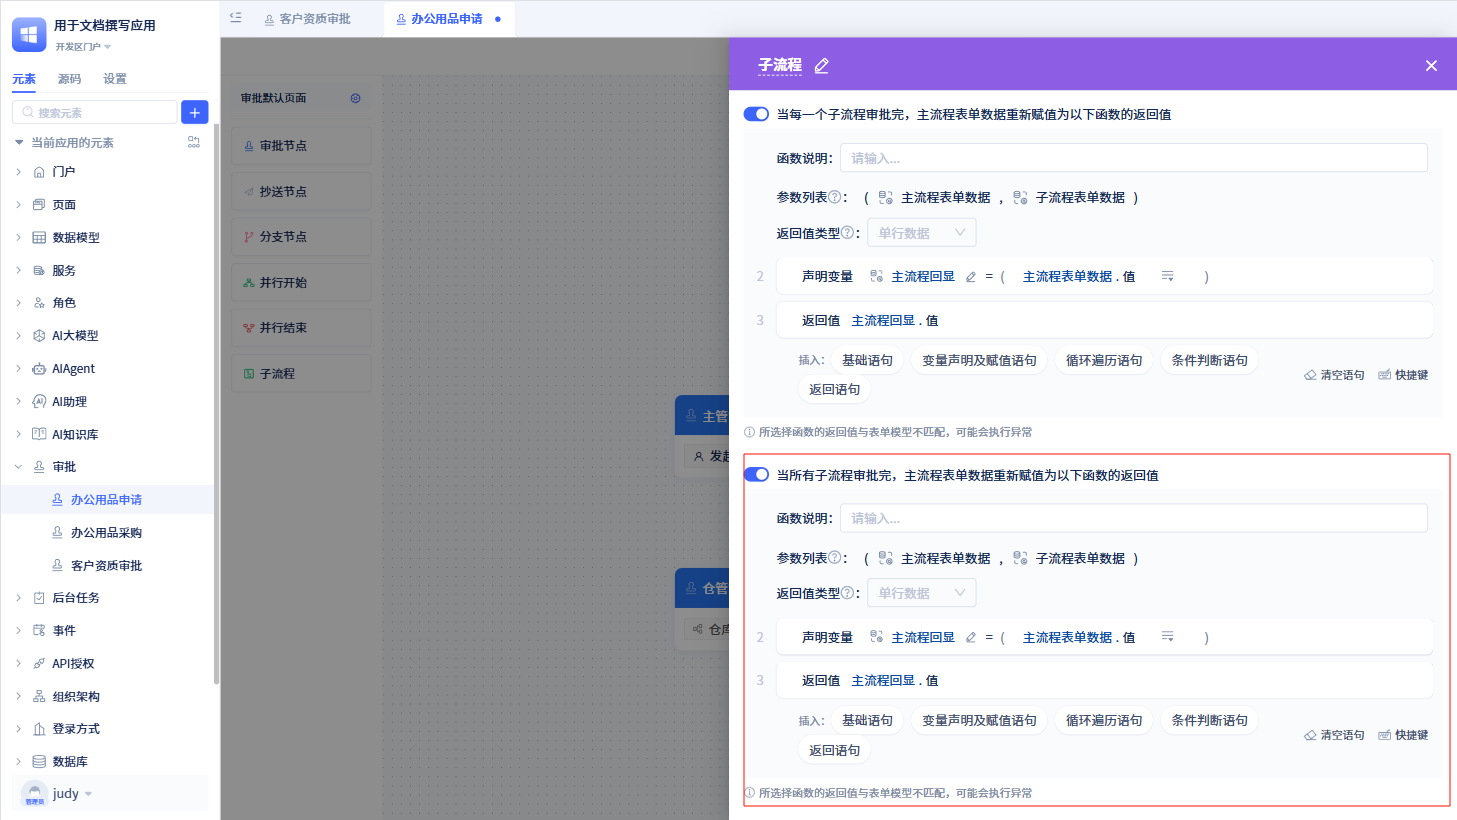 用于文档撰写应用
开发区门户
元素 源码 设置
搜索元素
当前应用的元素
门户
页面
数据模型
服务
角色
AI大模型
AIAgent
AI助理
AI知识库
审批
办公用品申请
办公用品采购
客户资质审批
后台任务
事件
API授权
组织架构
登录方式
数据库
管理员 judy
客户资质审批 办公用品申请
审批默认页面
审批节点
抄送节点
分支节点
并行开始
并行结束
子流程
主管
发起
仓管
仓库
子流程
当每一个子流程审批完，主流程表单数据重新赋值为以下函数的返回值
函数说明： 请输入...
参数列表?： ( 主流程表单数据 , 子流程表单数据 )
返回值类型?： 单行数据
2 声明变量 主流程回显 = ( 主流程表单数据 . 值 )
3 返回值 主流程回显 . 值
插入： 基础语句 变量声明及赋值语句 循环遍历语句 条件判断语句
返回语句
清空语句 快捷键
所选择函数的返回值与表单模型不匹配，可能会执行异常
当所有子流程审批完，主流程表单数据重新赋值为以下函数的返回值
函数说明： 请输入...
参数列表?： ( 主流程表单数据 , 子流程表单数据 )
返回值类型?： 单行数据
2 声明变量 主流程回显 = ( 主流程表单数据 . 值 )
3 返回值 主流程回显 . 值
插入： 基础语句 变量声明及赋值语句 循环遍历语句 条件判断语句
返回语句
清空语句 快捷键
所选择函数的返回值与表单模型不匹配，可能会执行异常